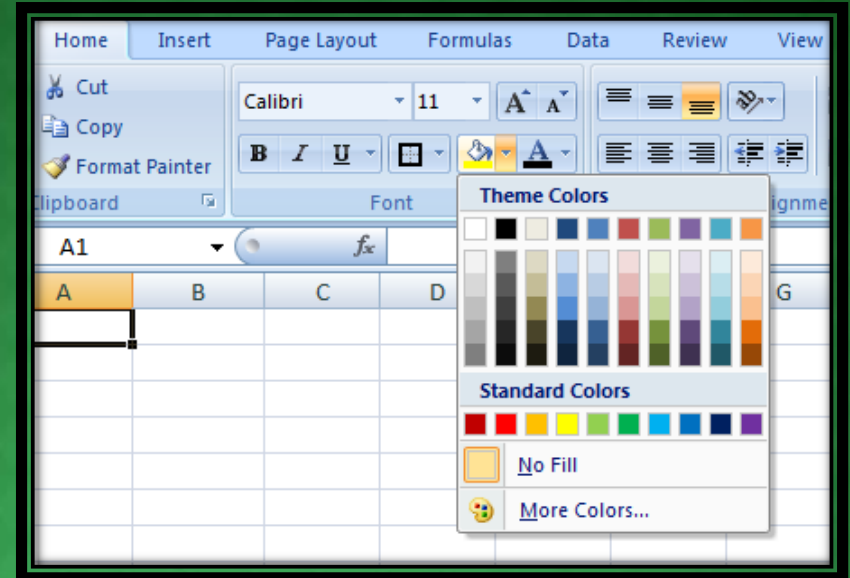 Home Insert Page Layout Formulas Data Review View
Cut
Calibri 11 A A
Copy
B I U A
Format Painter
lipboard Font ignme
Theme Colors
A1 fx
A B C D G
Standard Colors
No Fill
More Colors...